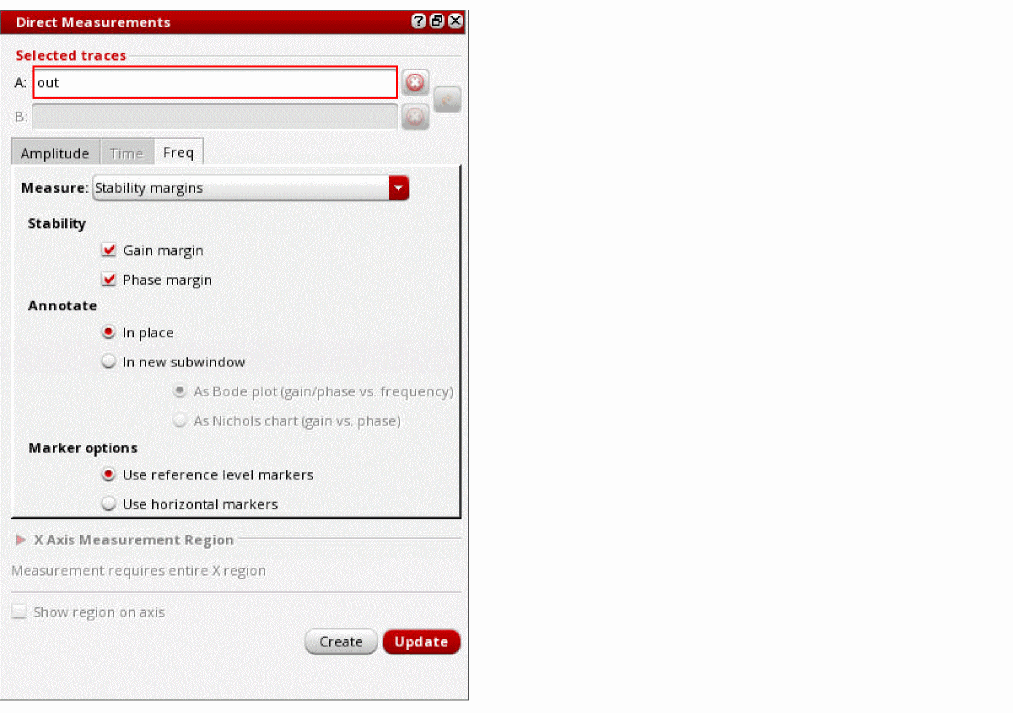 Direct Measurements
Selected traces
A: out
B:
Amplitude Time Freq
Measure: Stability margins
Stability
Gain margin
Phase margin
Annotate
In place
In new subwindow
As Bode plot (gain/phase vs. frequency)
As Nichols chart (gain vs. phase)
Marker options
Use reference level markers
Use horizontal markers
X Axis Measurement Region
Measurement requires entire X region
Show region on axis
Create Update